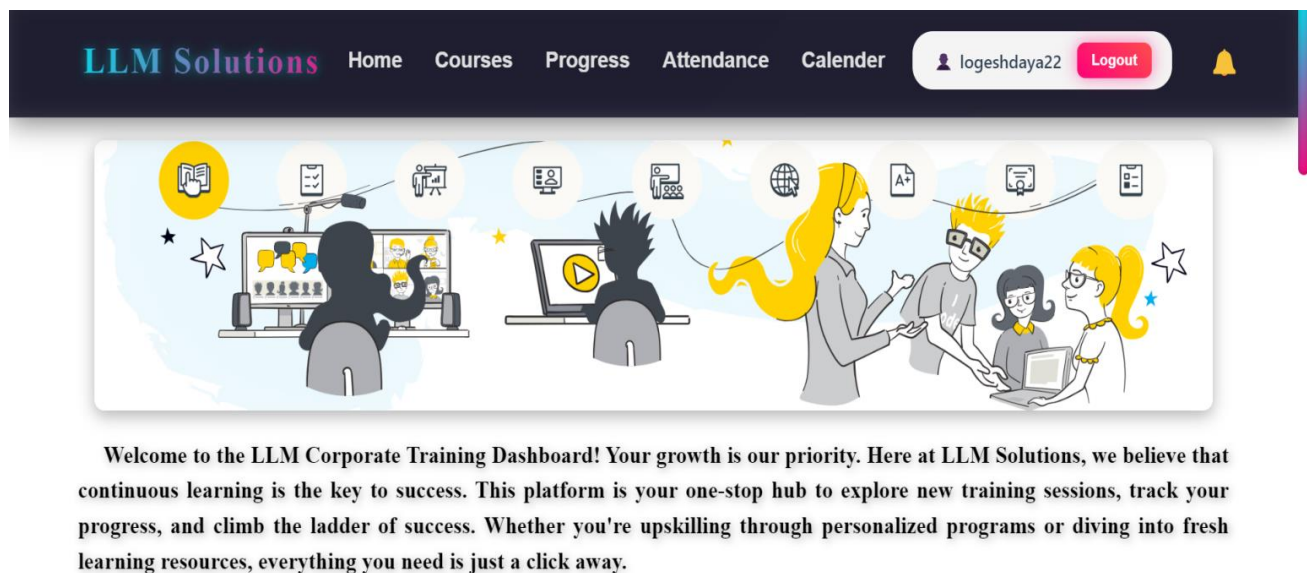 LLM Solutions Home Courses Progress Attendance Calender logeshdaya22 Logout
A+
Welcome to the LLM Corporate Training Dashboard! Your growth is our priority. Here at LLM Solutions, we believe that
continuous learning is the key to success. This platform is your one-stop hub to explore new training sessions, track your
progress, and climb the ladder of success. Whether you're upskilling through personalized programs or diving into fresh
learning resources, everything you need is just a click away.